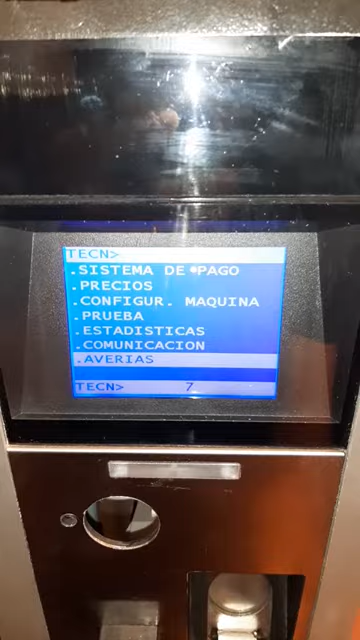 TECN>
.SISTEMA DE PAGO
.PRECIOS
.CONFIGUR. MAQUINA
.PRUEBA
.ESTADISTICAS
.COMUNICACION
.AVERIAS
TECN> 7